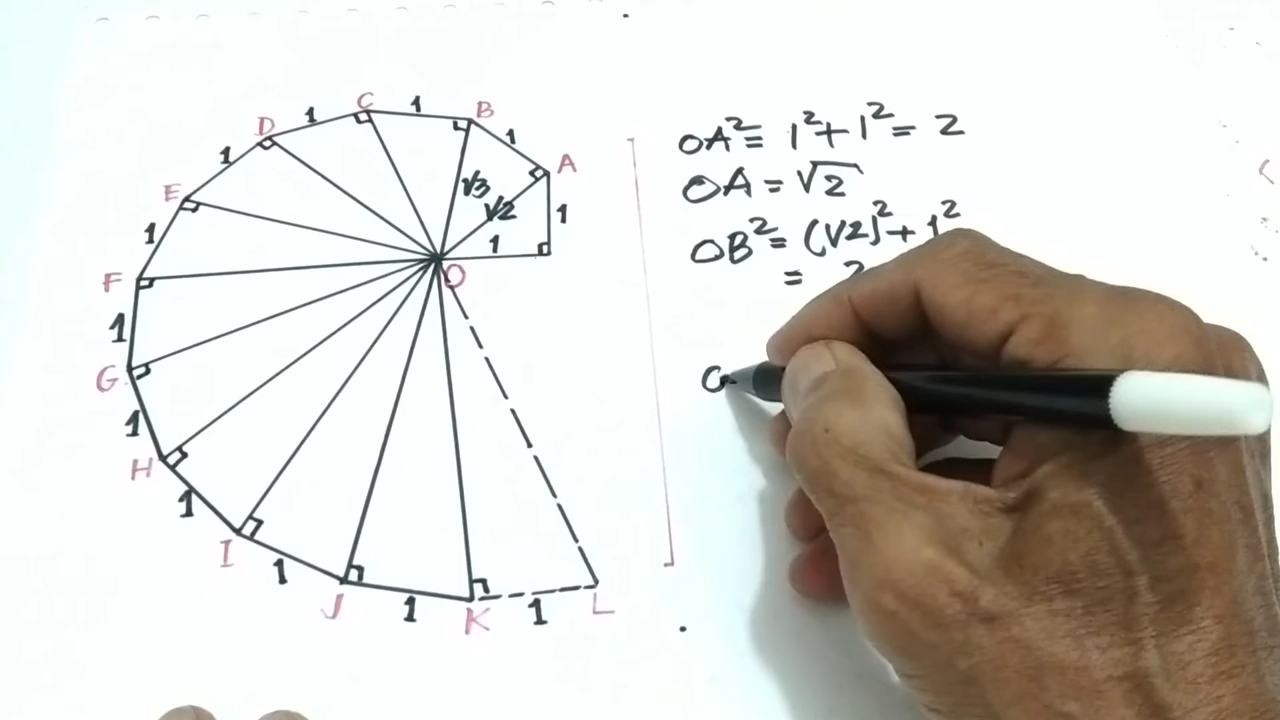 C
1
B
D
1
1
A
1
E
√3
√2
1
1
1
O
F
1
G
1
H
1
I
1
J
1
K
1
L
OA² = 1² + 1² = 2
OA = √2
OB² = (√2)² + 1²
=